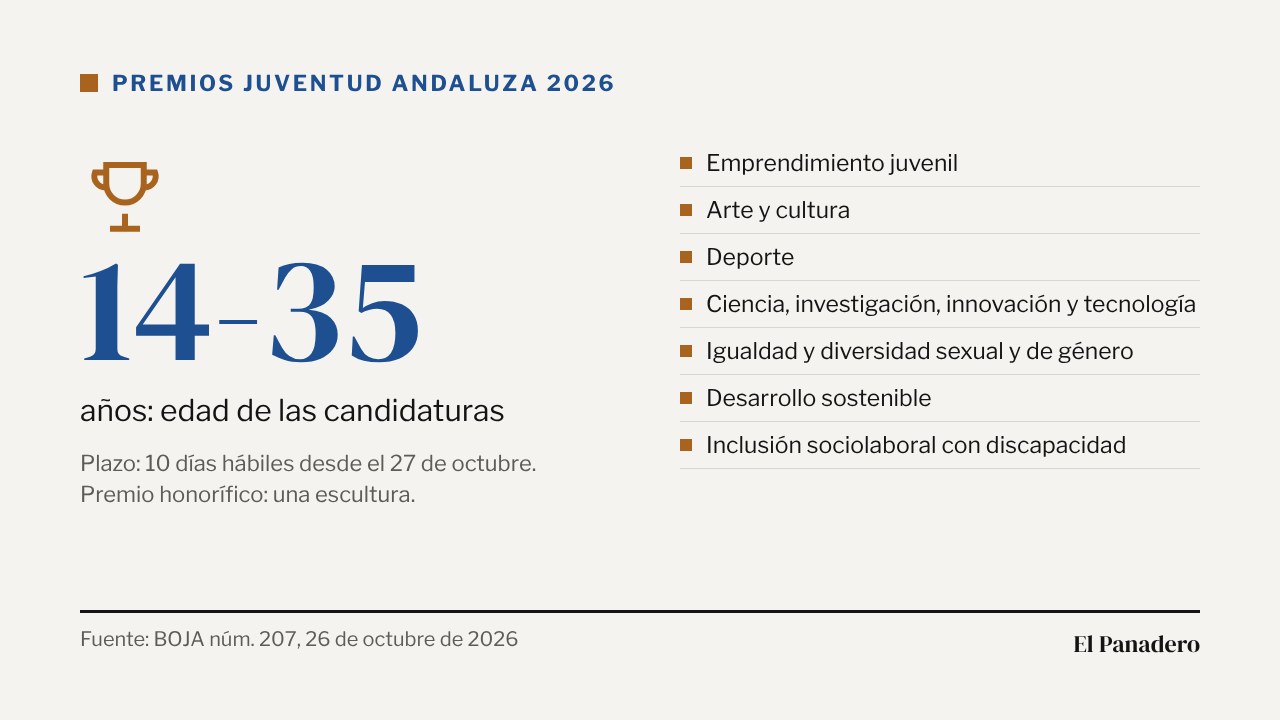 PREMIOS JUVENTUD ANDALUZA 2026
14–35
años: edad de las candidaturas
Plazo: 10 días hábiles desde el 27 de octubre.
Premio honorífico: una escultura.
Emprendimiento juvenil
Arte y cultura
Deporte
Ciencia, investigación, innovación y tecnología
Igualdad y diversidad sexual y de género
Desarrollo sostenible
Inclusión sociolaboral con discapacidad
Fuente: BOJA núm. 207, 26 de octubre de 2026
El Panadero